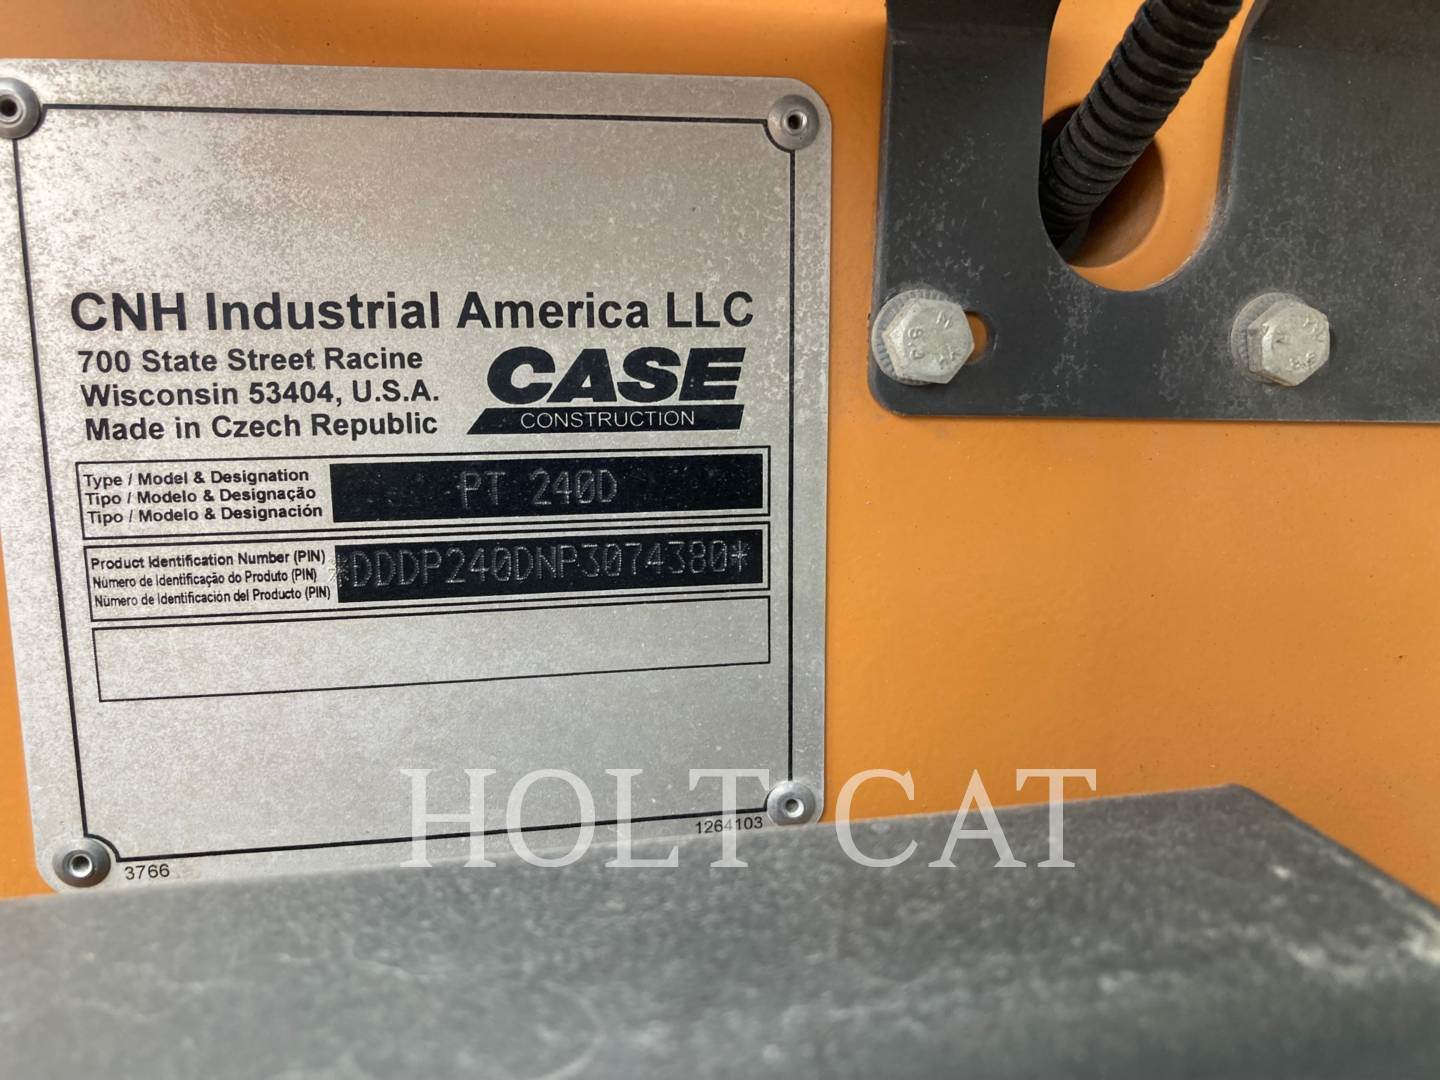 CNH Industrial America LLC
700 State Street Racine
Wisconsin 53404, U.S.A.
Made in Czech Republic
CASE
CONSTRUCTION
Type / Model & Designation
Tipo / Modelo & Designação
Tipo / Modelo & Designación
PT 240D
Product Identification Number (PIN)
Número de Identificação do Produto (PIN)
Número de Identificación del Producto (PIN)
*DDDP240DNP3074380*
3766
1264103
HOLT CAT
8.8